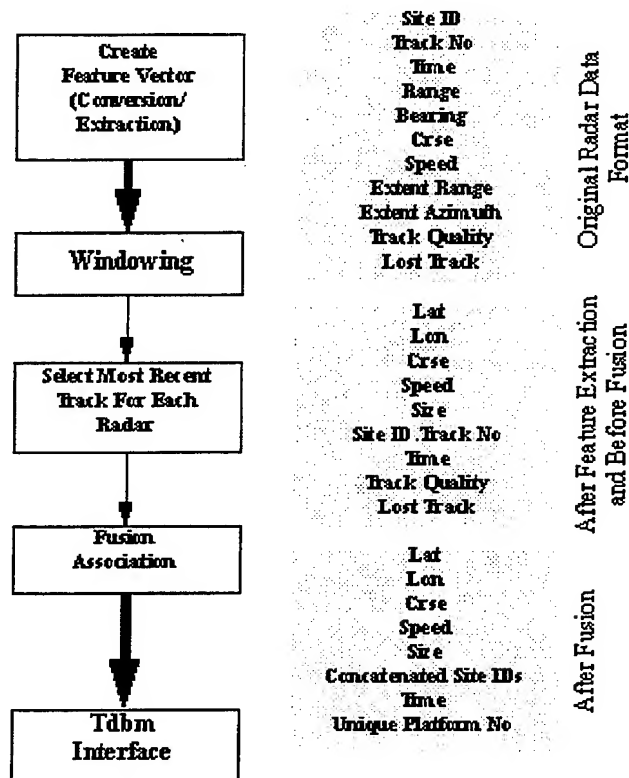 Create
Feature Vector
(Conversion/
Extraction)
Windowing
Select Most Recent
Track For Each
Radar
Fusion
Association
Tdbm
Interface
Site ID
Track No
Time
Range
Bearing
Crse
Speed
Extent Range
Extent Azimuth
Track Quality
Lost Track
Original Radar Data
Format
Lat
Lon
Crse
Speed
Size
Site ID .Track No
Time
Track Quality
Lost Track
After Feature Extraction
and Before Fusion
Lat
Lon
Crse
Speed
Size
Concatenated Site IDs
Time
Unique Platform No
After Fusion